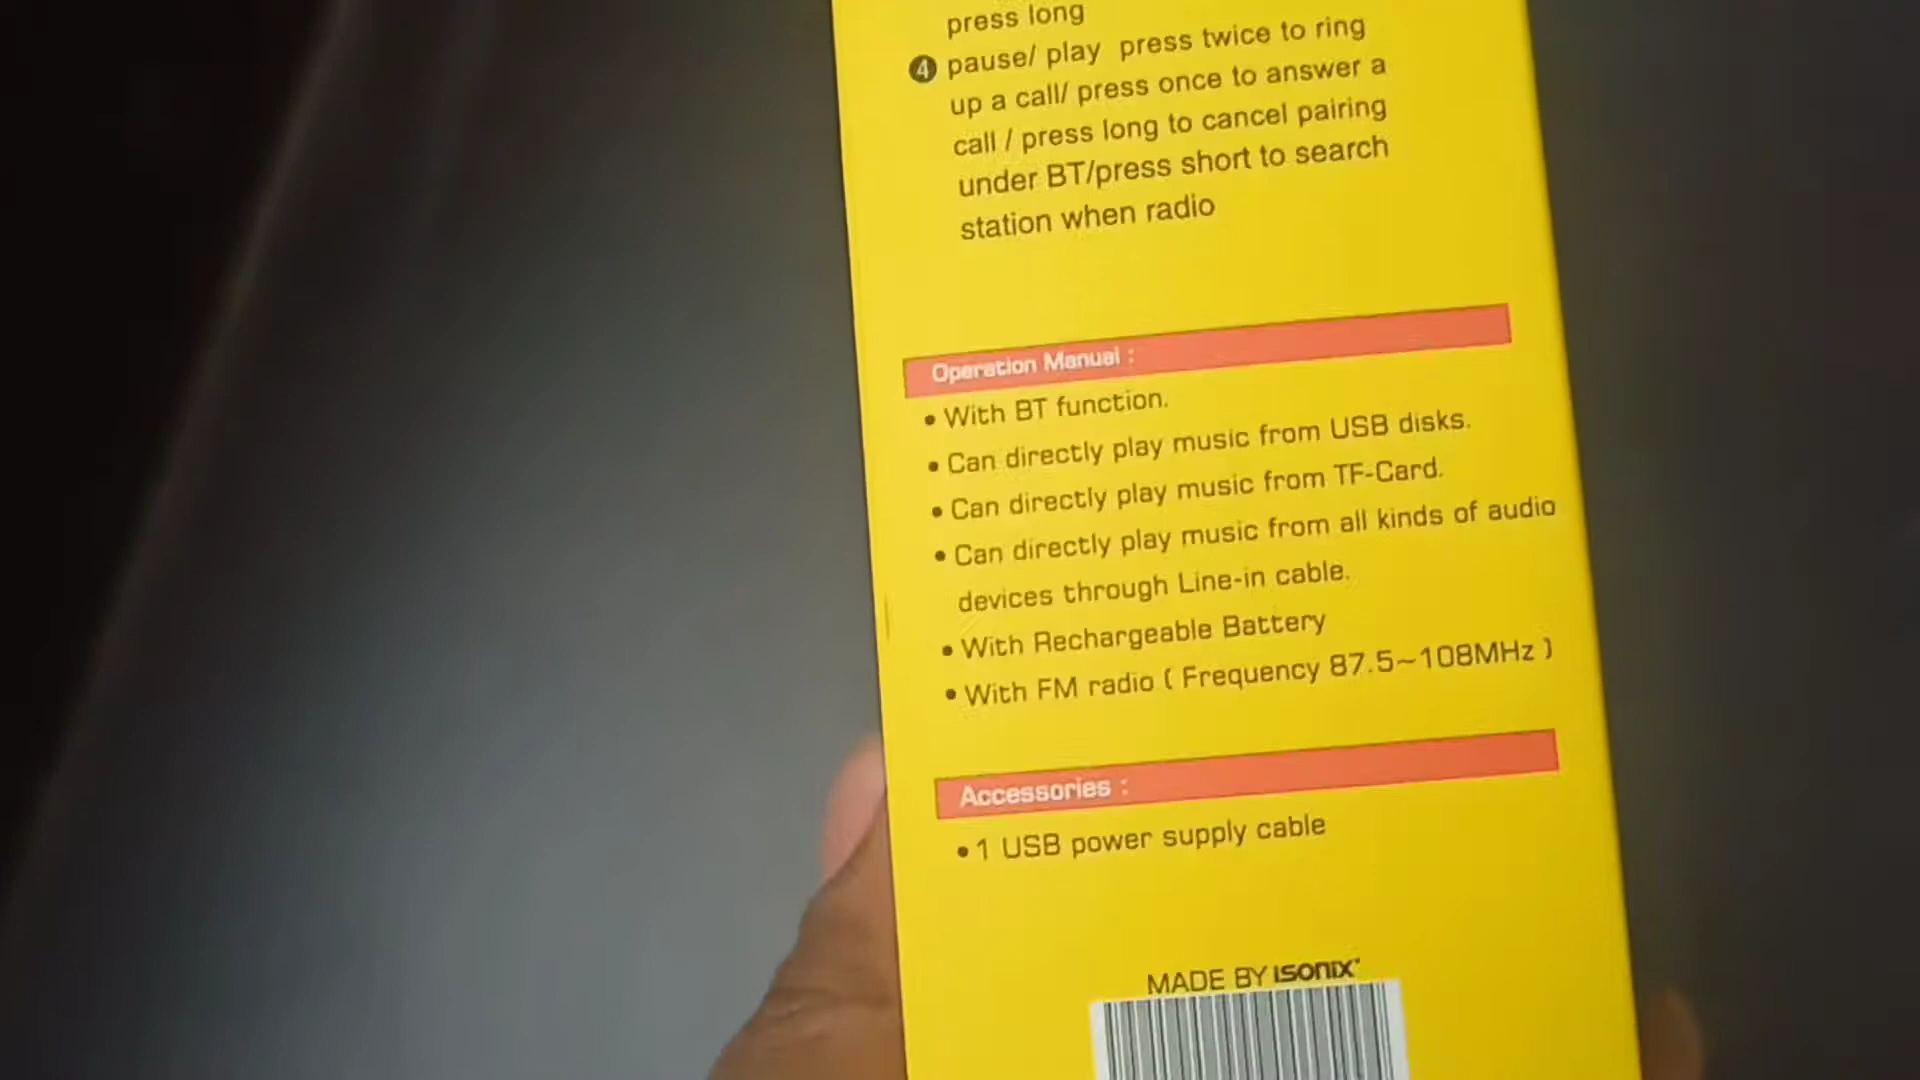 press long
4 pause/ play press twice to ring
up a call/ press once to answer a
call / press long to cancel pairing
under BT/press short to search
station when radio
Operation Manual :
• With BT function.
• Can directly play music from USB disks.
• Can directly play music from TF-Card.
• Can directly play music from all kinds of audio
devices through Line-in cable.
• With Rechargeable Battery
• With FM radio ( Frequency 87.5~108MHz )
Accessories :
• 1 USB power supply cable
MADE BY ISONIX